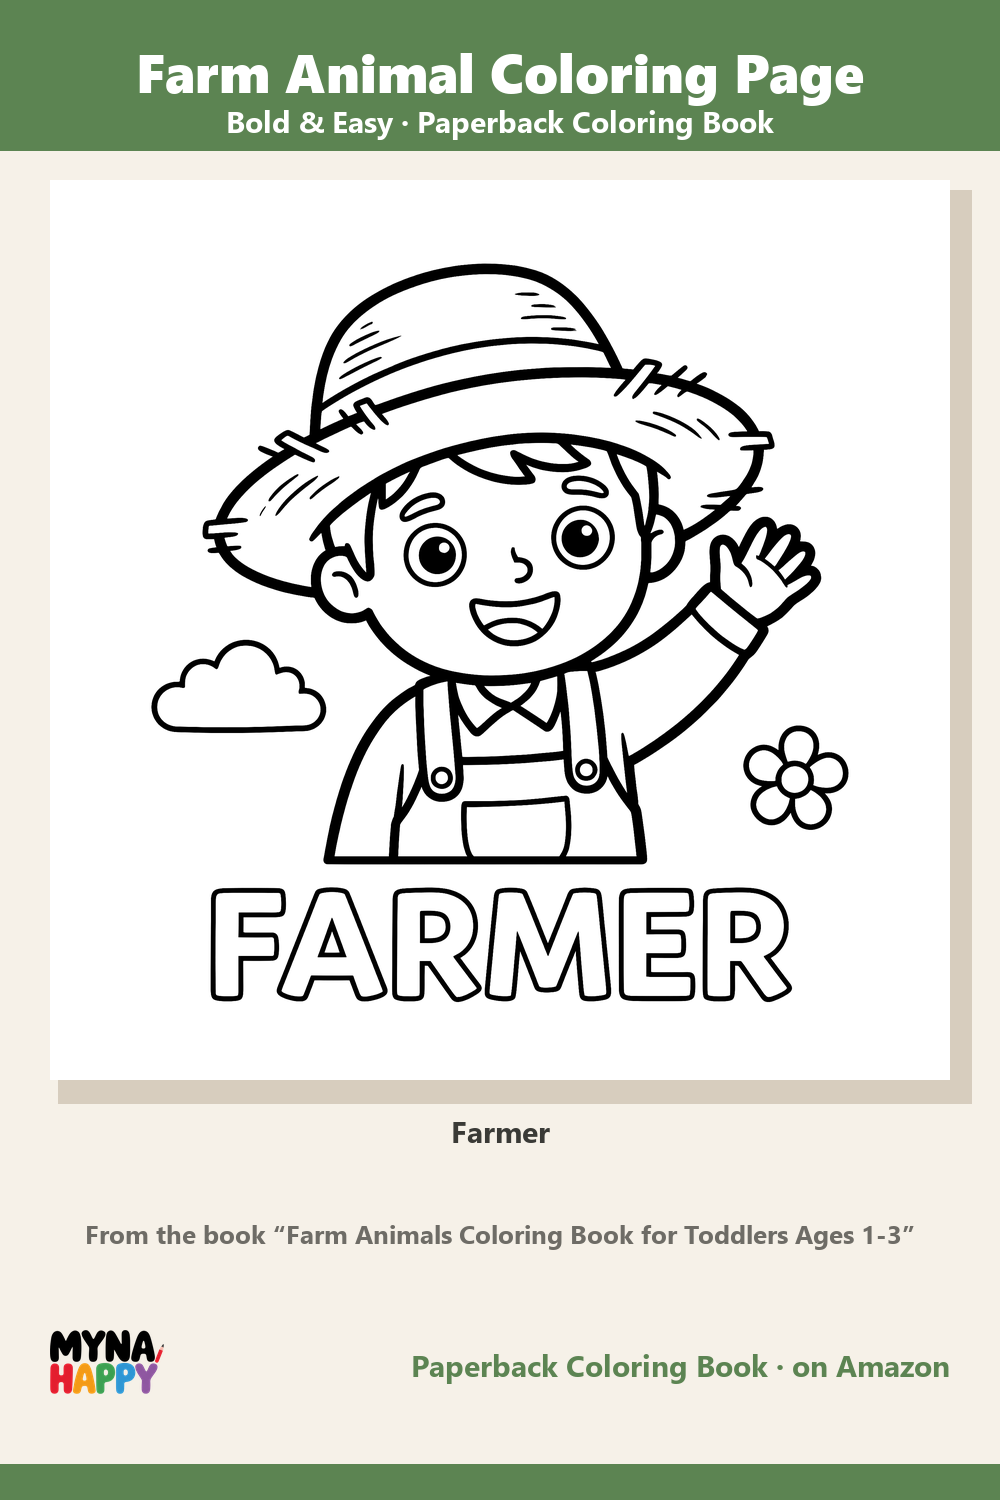 Farm Animal Coloring Page
Bold & Easy · Paperback Coloring Book
FARMER
Farmer
From the book “Farm Animals Coloring Book for Toddlers Ages 1-3”
MYNA
HAPPY
Paperback Coloring Book · on Amazon